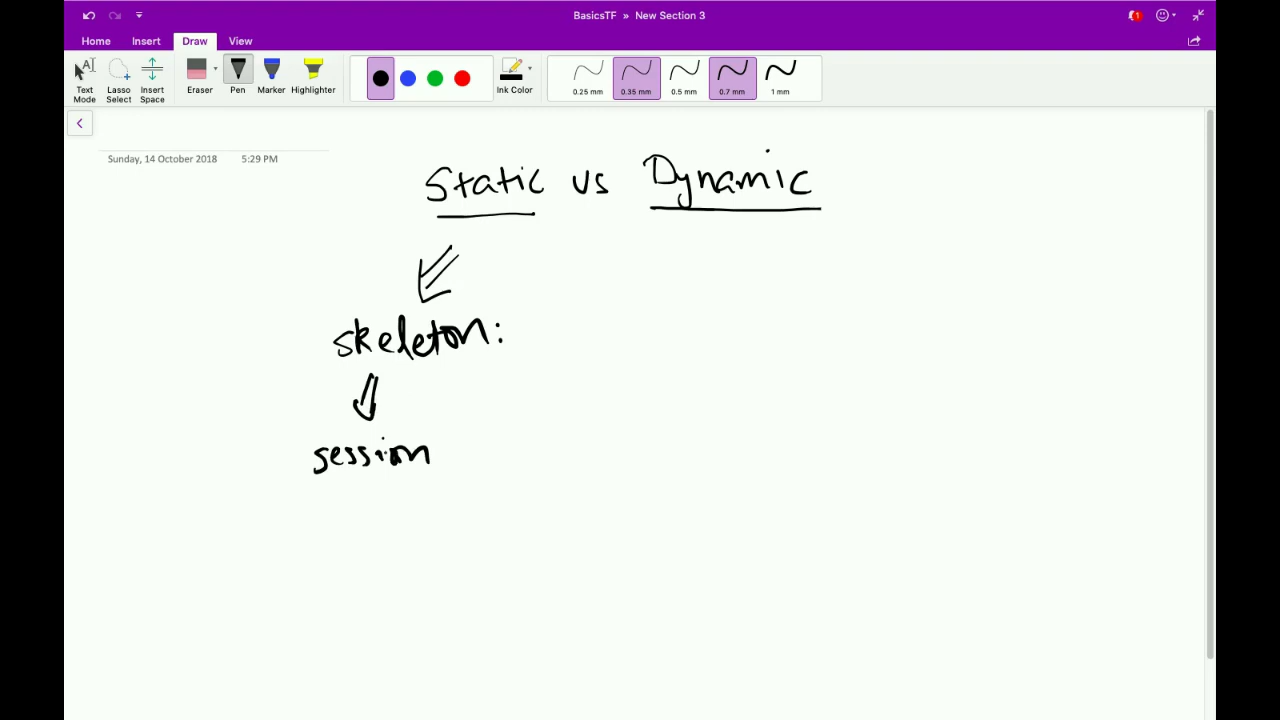 BasicsTF » New Section 3
1
Home Insert Draw View
Text Mode
Lasso Select
Insert Space
Eraser
Pen
Marker
Highlighter
Ink Color
0.25 mm
0.35 mm
0.5 mm
0.7 mm
1 mm
Sunday, 14 October 2018 5:29 PM
Static vs Dynamic
skeleton:
session